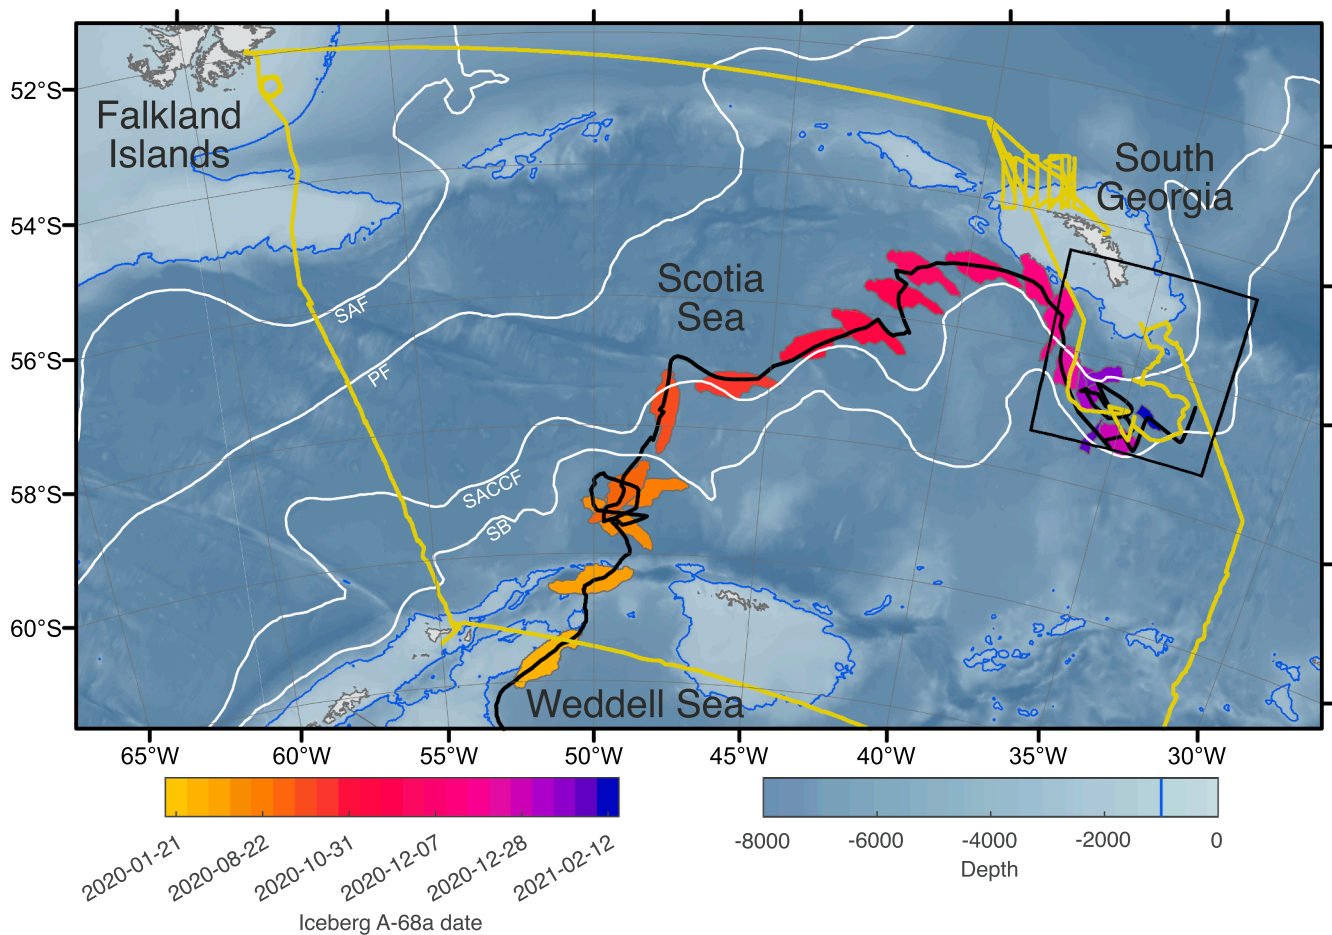 52°S
54°S
56°S
58°S
60°S
Falkland
Islands
South
Georgia
Scotia
Sea
SAF
PF
SACCF
SB
Weddell Sea
65°W
60°W
55°W
50°W
45°W
40°W
35°W
30°W
2020-01-21
2020-08-22
2020-10-31
2020-12-07
2020-12-28
2021-02-12
Iceberg A-68a date
-8000
-6000
-4000
-2000
0
Depth